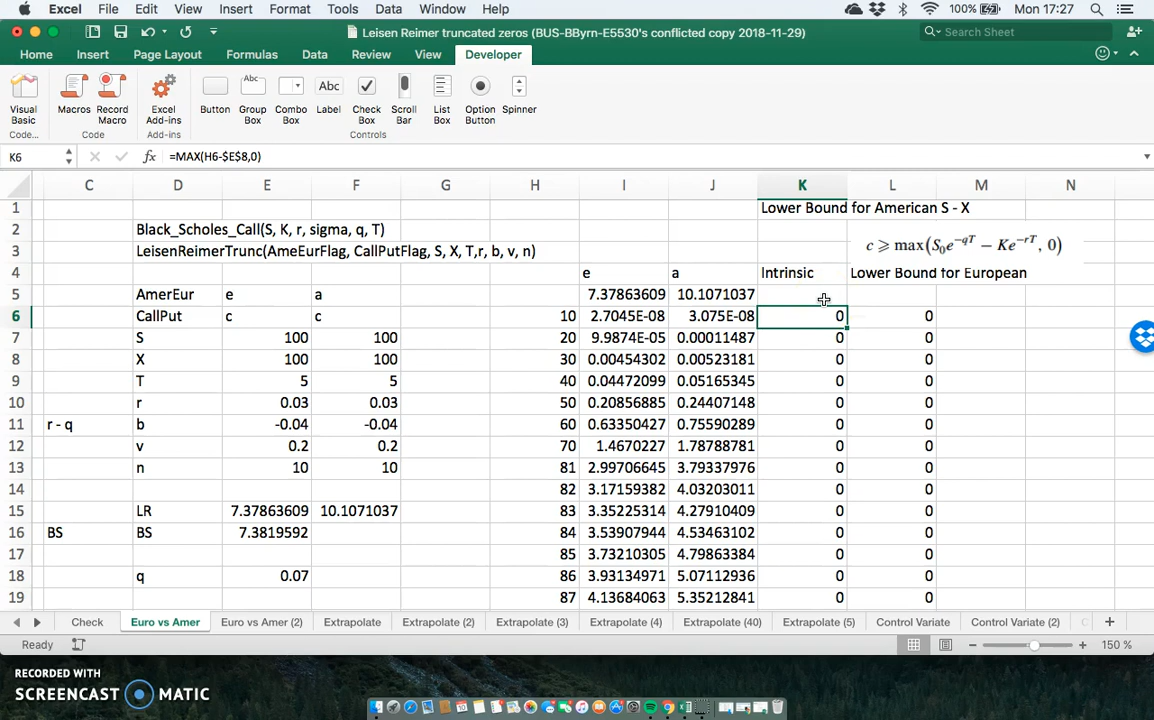 Excel File Edit View Insert Format Tools Data Window Help 100% Mon 17:27
Leisen Reimer truncated zeros (BUS-BByrn-E5530's conflicted copy 2018-11-29) Search Sheet
Home Insert Page Layout Formulas Data Review View Developer
Abc Abc
Visual Basic Macros Record Macro Excel Add-ins Button Group Box Combo Box Label Check Box Scroll Bar List Box Option Button Spinner
Code... Code Add-ins Controls
K6 fx =MAX(H6-$E$8,0)
C D E F G H I J K L M N
1 Lower Bound for American S - X
2 Black_Scholes_Call(S, K, r, sigma, q, T)
c ⩾ max(S₀e^−qT − Ke^−rT, 0)
3 LeisenReimerTrunc(AmeEurFlag, CallPutFlag, S, X, T,r, b, v, n)
4 e a Intrinsic Lower Bound for European
5 AmerEur e a 7.37863609 10.1071037
6 CallPut c c 10 2.7045E-08 3.075E-08 0 0
7 S 100 100 20 9.9874E-05 0.00011487 0 0
8 X 100 100 30 0.00454302 0.00523181 0 0
9 T 5 5 40 0.04472099 0.05165345 0 0
10 r 0.03 0.03 50 0.20856885 0.24407148 0 0
11 r - q b -0.04 -0.04 60 0.63350427 0.75590289 0 0
12 v 0.2 0.2 70 1.4670227 1.78788781 0 0
13 n 10 10 81 2.99706645 3.79337976 0 0
14 82 3.17159382 4.03203011 0 0
15 LR 7.37863609 10.1071037 83 3.35225314 4.27910409 0 0
16 BS BS 7.3819592 84 3.53907944 4.53463102 0 0
17 85 3.73210305 4.79863384 0 0
18 q 0.07 86 3.93134971 5.07112936 0 0
19 87 4.13684063 5.35212841 0 0
Check Euro vs Amer Euro vs Amer (2) Extrapolate Extrapolate (2) Extrapolate (3) Extrapolate (4) Extrapolate (40) Extrapolate (5) Control Variate Control Variate (2) C
Ready 150 %
RECORDED WITH
SCREENCAST MATIC